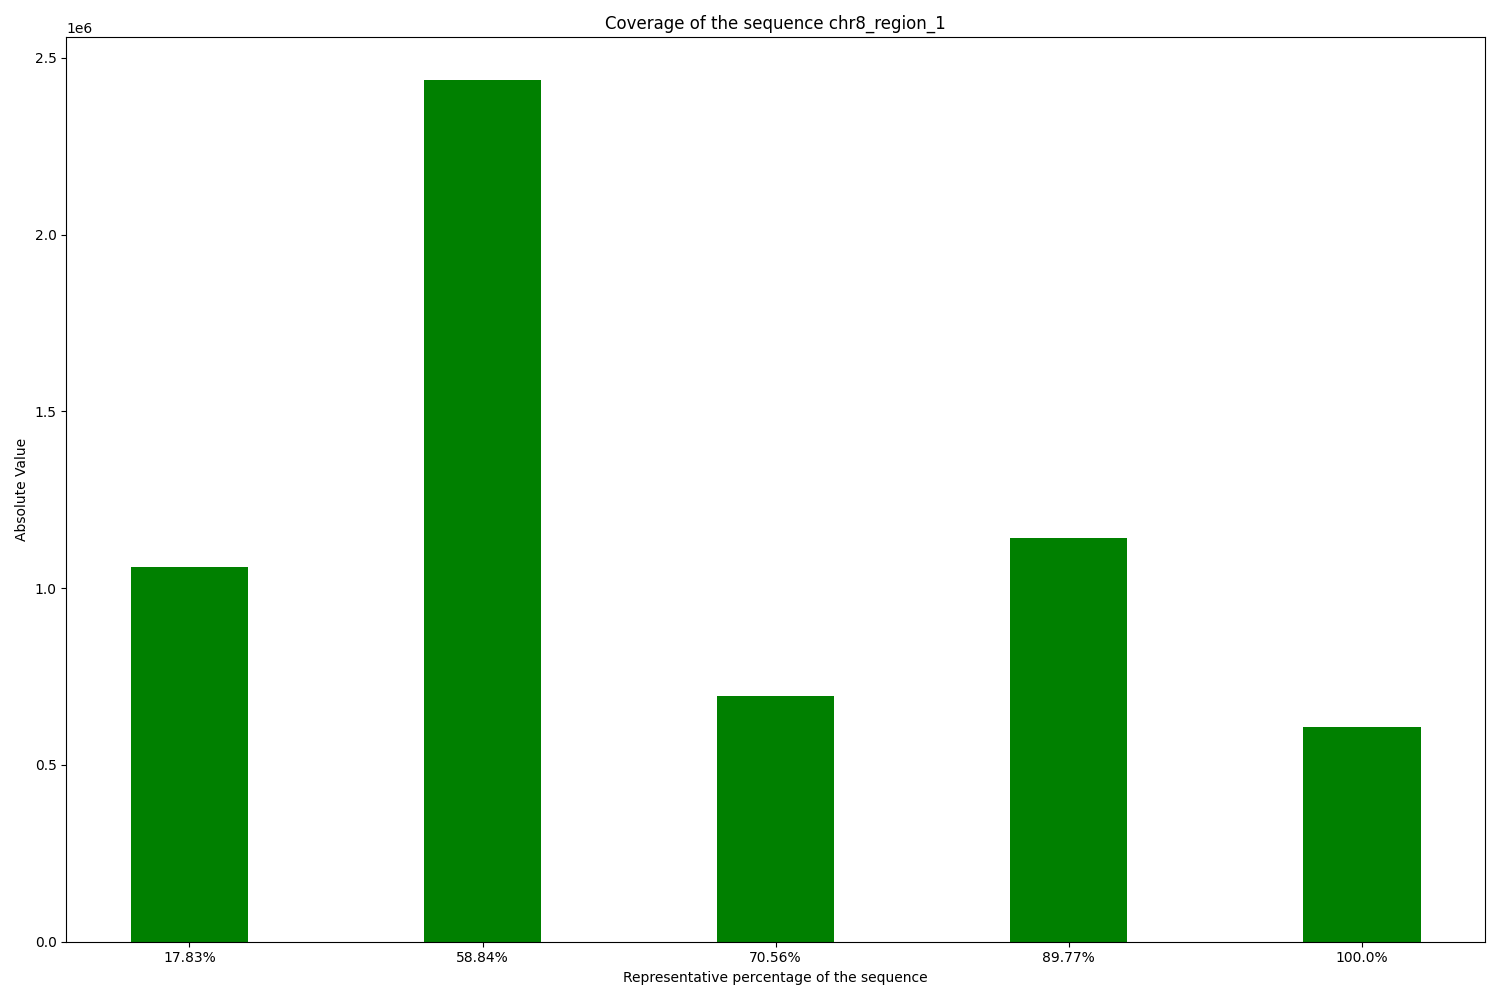 Coverage of the sequence chr8_region_1
1e6
2.5
2.0
1.5
1.0
0.5
0.0
Absolute Value
17.83% 58.84% 70.56% 89.77% 100.0%
Representative percentage of the sequence